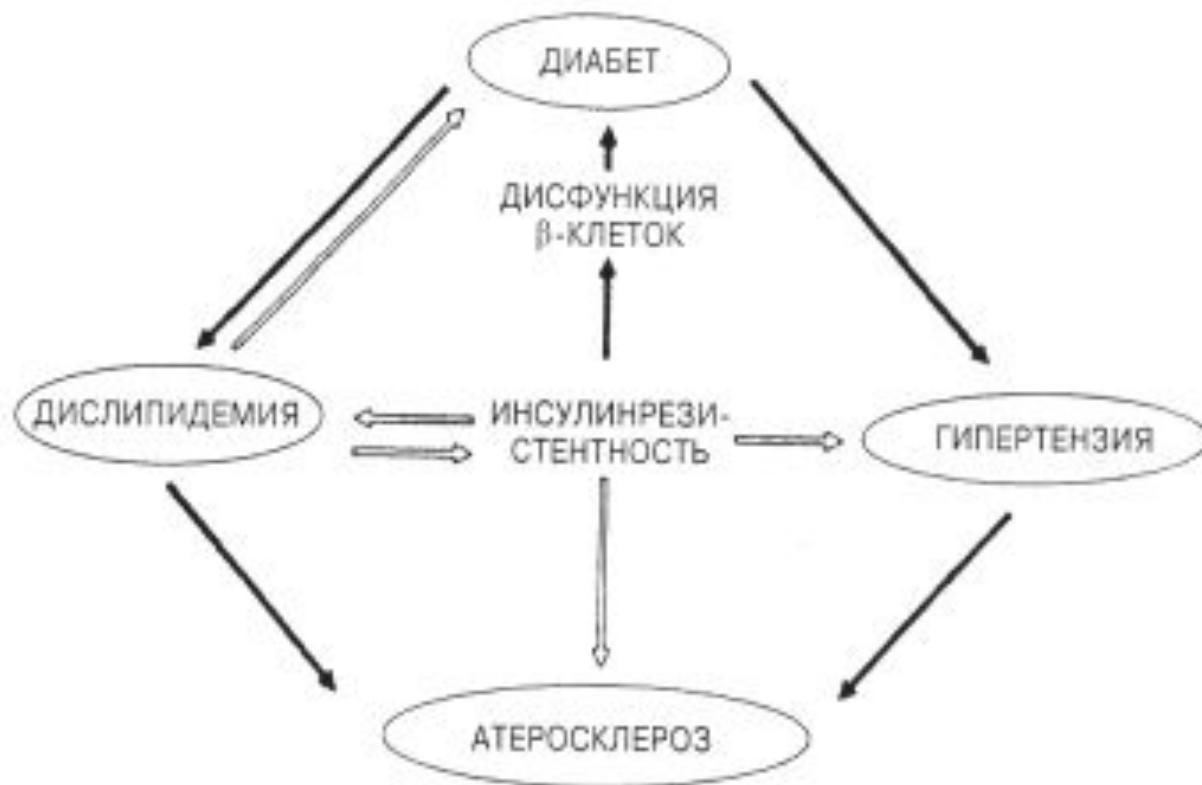 ДИАБЕТ
ДИСФУНКЦИЯ
β-КЛЕТОК
ДИСЛИПИДЕМИЯ
ИНСУЛИНРЕЗИ-
СТЕНТНОСТЬ
ГИПЕРТЕНЗИЯ
АТЕРОСКЛЕРОЗ